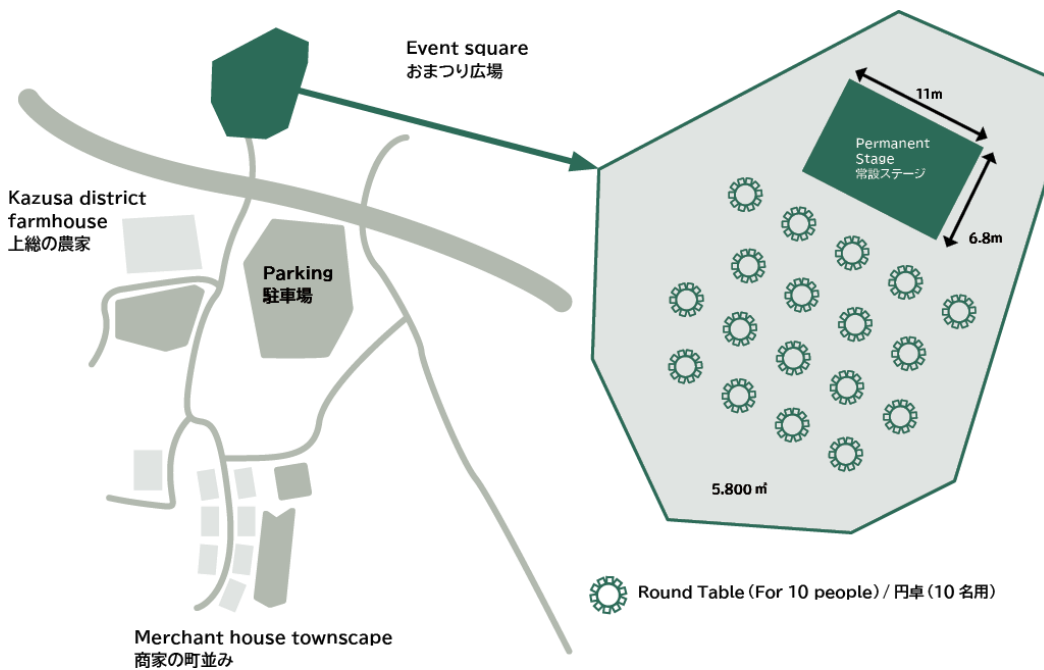 Event square
おまつり広場
11m
Permanent
Stage
常設ステージ
6.8m
Kazusa district
farmhouse
上総の農家
Parking
駐車場
5.800㎡
Round Table (For 10 people) / 円卓 (10 名用)
Merchant house townscape
商家の町並み